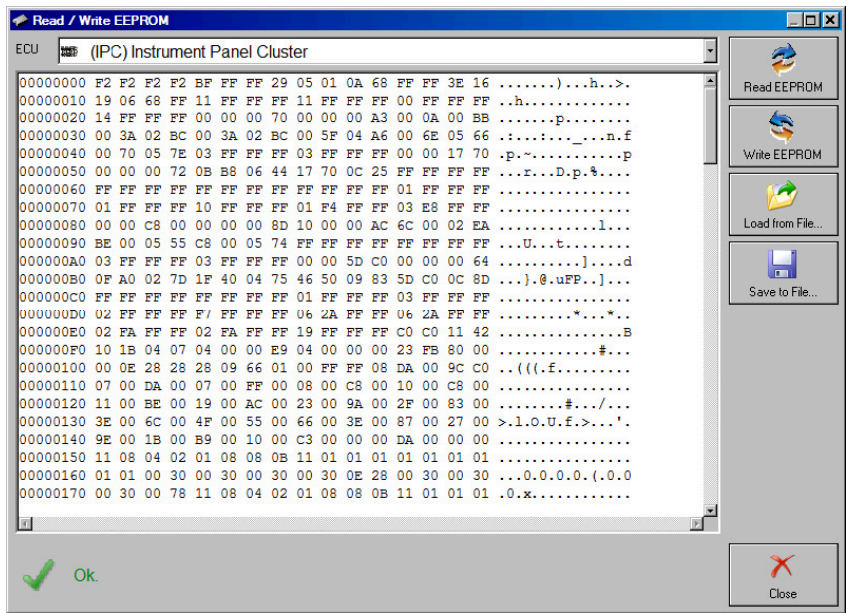 Read / Write EEPROM
ECU
(IPC) Instrument Panel Cluster
00000000 F2 F2 F2 F2 BF FF FF 29 05 01 0A 68 FF FF 3E 16 .......)...h..>.
00000010 19 06 68 FF 11 FF FF FF 11 FF FF FF 00 FF FF FF ..h.............
00000020 14 FF FF FF 00 00 00 70 00 00 00 A3 00 0A 00 BB .......p........
00000030 00 3A 02 BC 00 3A 02 BC 00 5F 04 A6 00 6E 05 66 .:...:..._...n.f
00000040 00 70 05 7E 03 FF FF FF 03 FF FF FF 00 00 17 70 .p.~...........p
00000050 00 00 00 72 0B B8 06 44 17 70 0C 25 FF FF FF FF ...r...D.p.%....
00000060 FF FF FF FF FF FF FF FF FF FF FF FF 01 FF FF FF ................
00000070 01 FF FF FF 10 FF FF FF 01 F4 FF FF 03 E8 FF FF ................
00000080 00 00 C8 00 00 00 00 8D 10 00 00 AC 6C 00 02 EA ............l...
00000090 BE 00 05 55 C8 00 05 74 FF FF FF FF FF FF FF FF ...U...t........
000000A0 03 FF FF FF 03 FF FF FF 00 00 5D C0 00 00 00 64 ..........]....d
000000B0 0F A0 02 7D 1F 40 04 75 46 50 09 83 5D C0 0C 8D ...}.@.uFP..]...
000000C0 FF FF FF FF FF FF FF FF 01 FF FF FF 03 FF FF FF ................
000000D0 02 FF FF FF F7 FF FF FF 06 2A FF FF 06 2A FF FF .........*...*..
000000E0 02 FA FF FF 02 FA FF FF 19 FF FF FF C0 C0 11 42 ...............B
000000F0 10 1B 04 07 04 00 00 E9 04 00 00 00 23 FB 80 00 ............#...
00000100 00 0E 28 28 28 09 66 01 00 FF FF 08 DA 00 9C C0 ..(((.f.........
00000110 07 00 DA 00 07 00 FF 00 08 00 C8 00 10 00 C8 00 ................
00000120 11 00 BE 00 19 00 AC 00 23 00 9A 00 2F 00 83 00 ........#.../...
00000130 3E 00 6C 00 4F 00 55 00 66 00 3E 00 87 00 27 00 >.l.O.U.f.>...'.
00000140 9E 00 1B 00 B9 00 10 00 C3 00 00 00 DA 00 00 00 ................
00000150 11 08 04 02 01 08 08 0B 11 01 01 01 01 01 01 01 ................
00000160 01 01 00 30 00 30 00 30 00 30 0E 28 00 30 00 30 ...0.0.0.0.(.0.0
00000170 00 30 00 78 11 08 04 02 01 08 08 0B 11 01 01 01 .0.x............
Read EEPROM
Write EEPROM
Load from File...
Save to File...
Ok.
Close